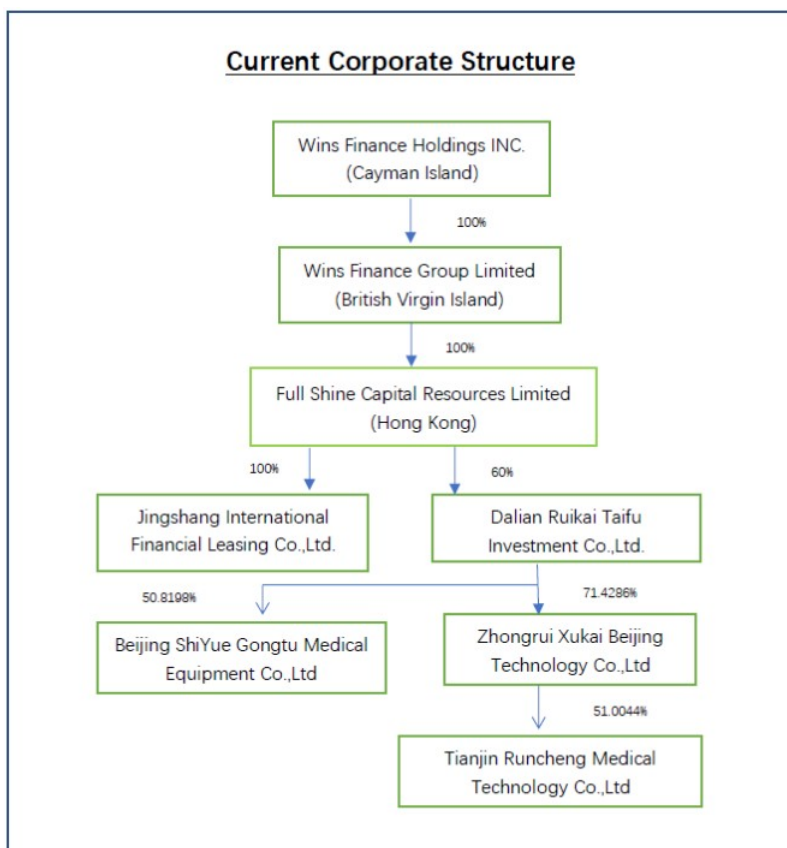 Current Corporate Structure
Wins Finance Holdings INC.
(Cayman Island)
100%
Wins Finance Group Limited
(British Virgin Island)
100%
Full Shine Capital Resources Limited
(Hong Kong)
100%
60%
Jingshang International
Financial Leasing Co.,Ltd.
Dalian Ruikai Taifu
Investment Co.,Ltd.
50.8198%
71.4286%
Beijing ShiYue Gongtu Medical
Equipment Co.,Ltd
Zhongrui Xukai Beijing
Technology Co.,Ltd
51.0044%
Tianjin Runcheng Medical
Technology Co.,Ltd